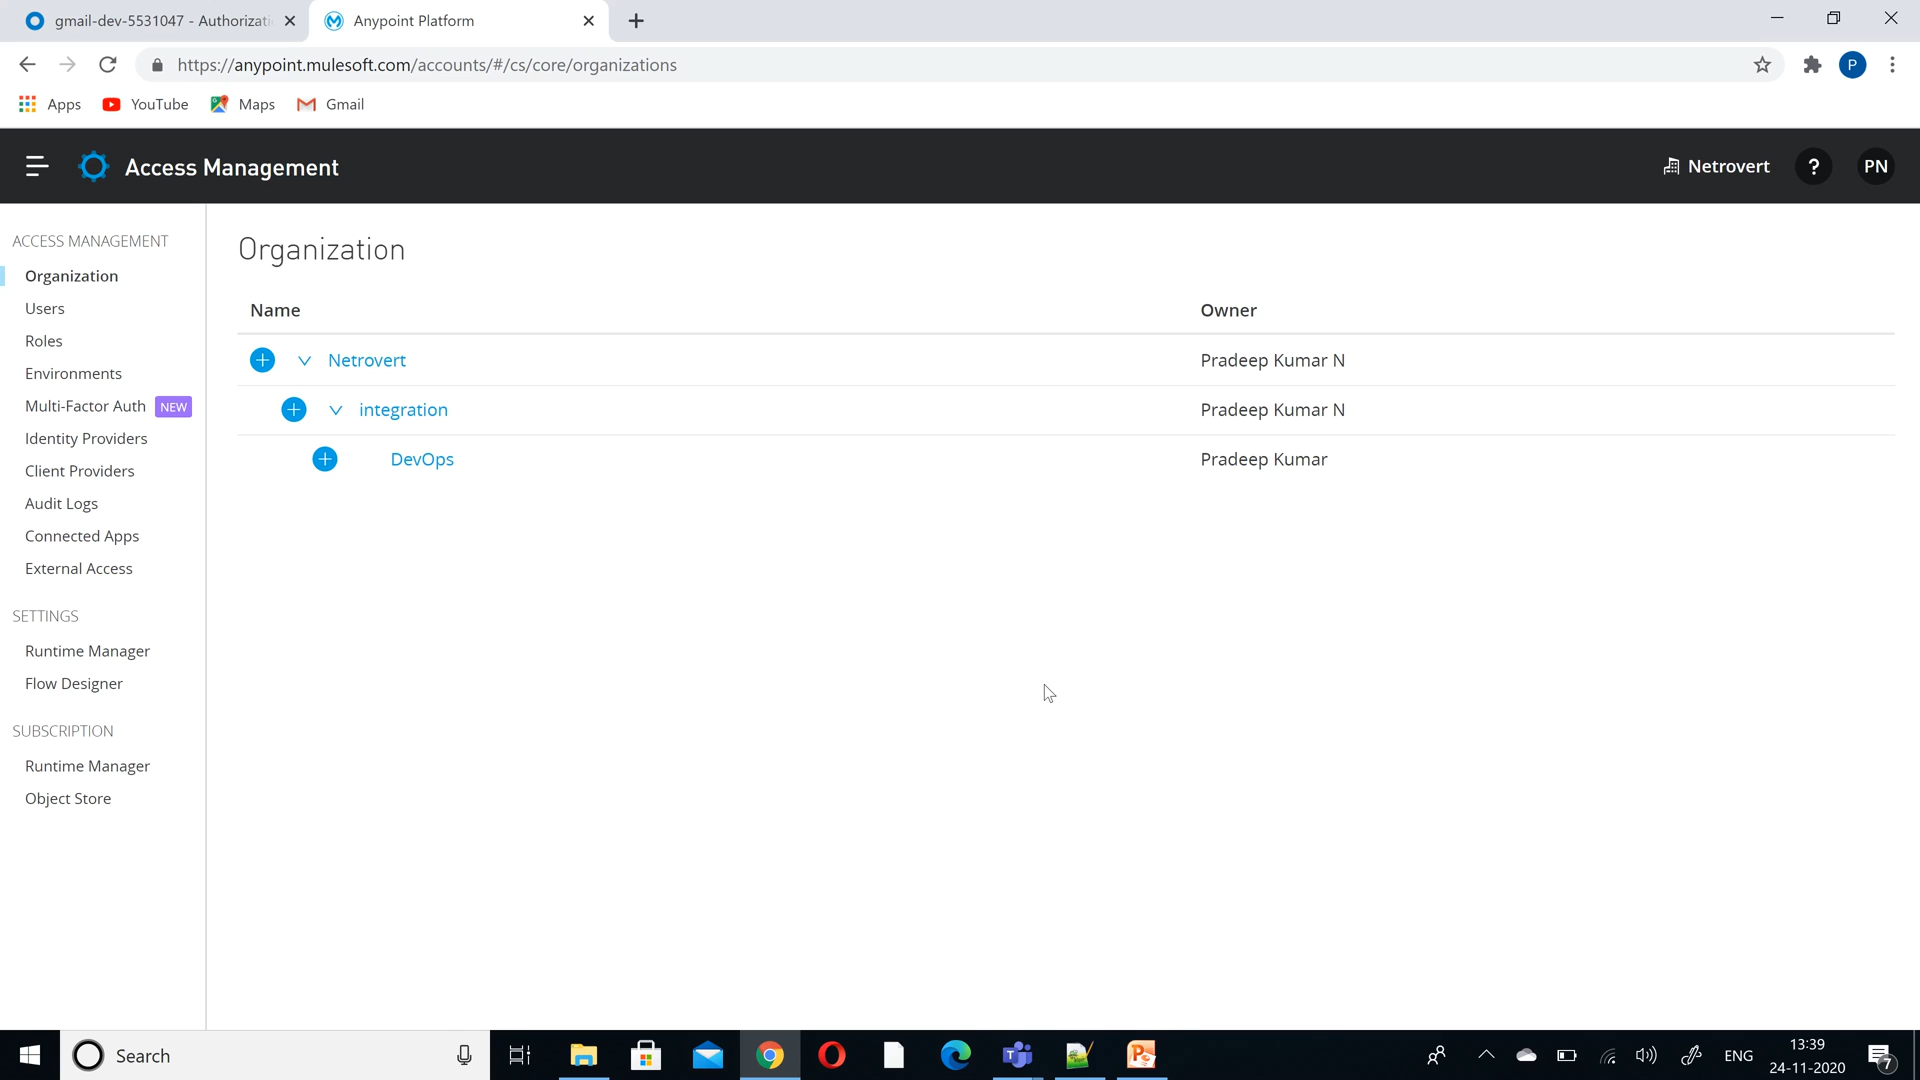 gmail-dev-5531047 - Authorizati
Anypoint Platform
https://anypoint.mulesoft.com/accounts/#/cs/core/organizations
P
Apps
YouTube
Maps
Gmail
Access Management
Netrovert
?
PN
ACCESS MANAGEMENT
Organization
Users
Roles
Environments
Multi-Factor Auth NEW
Identity Providers
Client Providers
Audit Logs
Connected Apps
External Access
SETTINGS
Runtime Manager
Flow Designer
SUBSCRIPTION
Runtime Manager
Object Store
Organization
Name Owner
Netrovert Pradeep Kumar N
integration Pradeep Kumar N
DevOps Pradeep Kumar
Search
ENG
13:39
24-11-2020
7